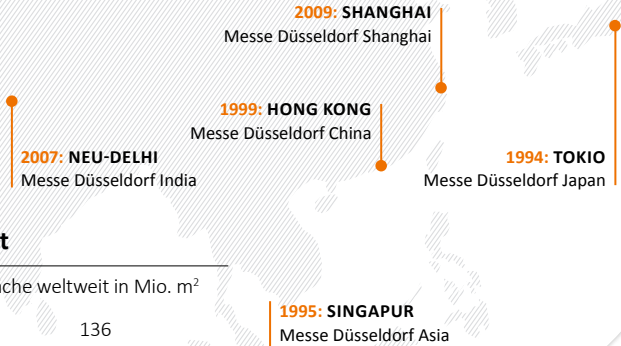 2009: SHANGHAI
Messe Düsseldorf Shanghai
1999: HONG KONG
Messe Düsseldorf China
2007: NEU-DELHI
Messe Düsseldorf India
1994: TOKIO
Messe Düsseldorf Japan
weltweit in Mio. m²
136
1995: SINGAPUR
Messe Düsseldorf Asia